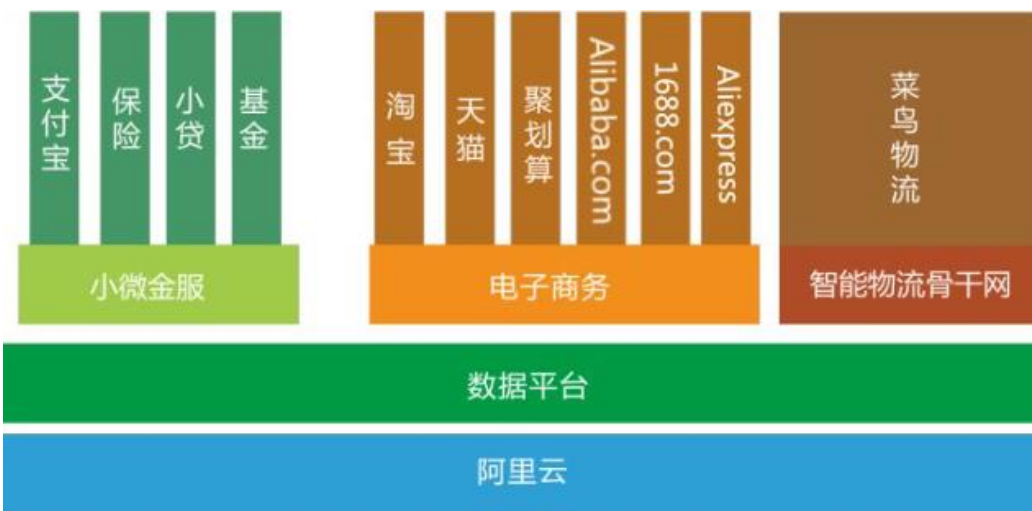 支付宝
保险
小贷
基金
淘宝
天猫
聚划算
Alibaba.com
1688.com
Aliexpress
菜鸟物流
小微金服
电子商务
智能物流骨干网
数据平台
阿里云